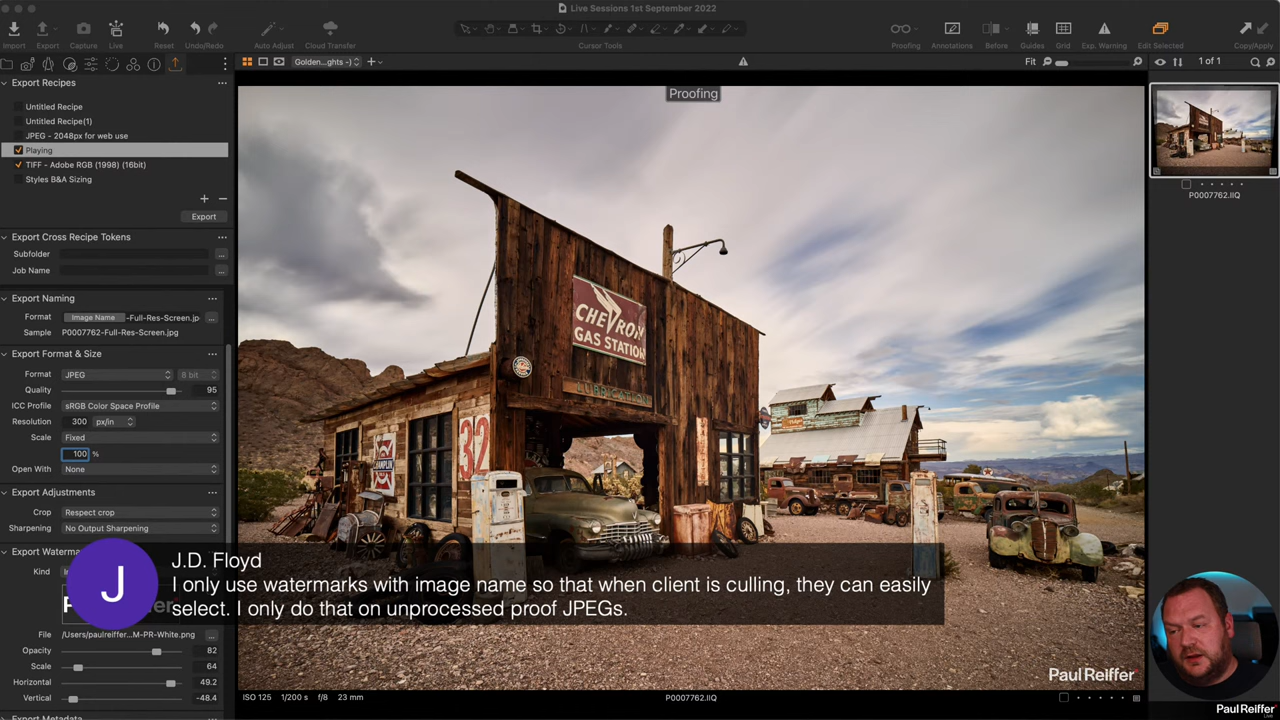 Live Sessions 1st September 2022
Import
Export
Capture
Live
Reset
Undo/Redo
Auto Adjust
Cloud Transfer
Cursor Tools
Proofing
Annotations
Before
Guides
Grid
Exp. Warning
Edit Selected
Copy/Apply
Golden...ghts -)
Fit
1 of 1
Export Recipes
Untitled Recipe
Untitled Recipe(1)
JPEG - 2048px for web use
Playing
TIFF - Adobe RGB (1998) (16bit)
Styles B&A Sizing
Export
Export Cross Recipe Tokens
Subfolder
Job Name
Export Naming
Format Image Name -Full-Res-Screen.jp
Sample P0007762-Full-Res-Screen.jpg
Export Format & Size
Format JPEG 8 bit
Quality 95
ICC Profile sRGB Color Space Profile
Resolution 300 px/in
Scale Fixed
100 %
Open With None
Export Adjustments
Crop Respect crop
Sharpening No Output Sharpening
Export Waterm
Kind
File /Users/paulreiffer...M-PR-White.png
Opacity 82
Scale 64
Horizontal 49.2
Vertical -48.4
Export Metadata
Proofing
CHEVRON
GAS STATION
LUBRICATION
32
CHAMPLIN
J
J.D. Floyd
I only use watermarks with image name so that when client is culling, they can easily
select. I only do that on unprocessed proof JPEGs.
Paul Reiffer
ISO 125 1/200 s f/8 23 mm
P0007762.IIQ
P0007762.IIQ
Paul Reiffer
Live